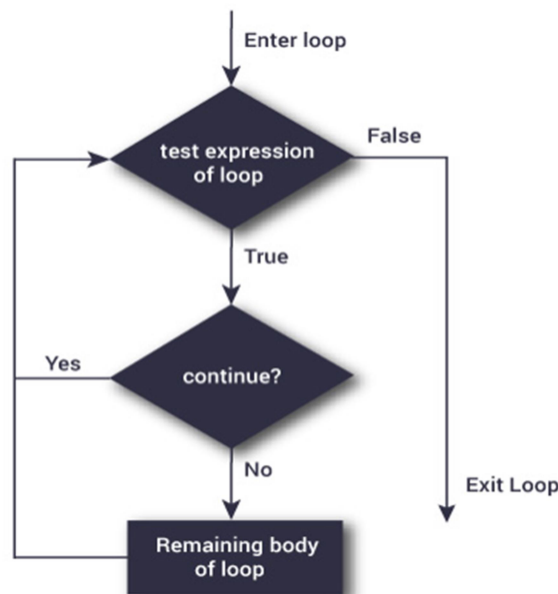 Enter loop
test expression
of loop
False
True
continue?
Yes
No
Exit Loop
Remaining body
of loop